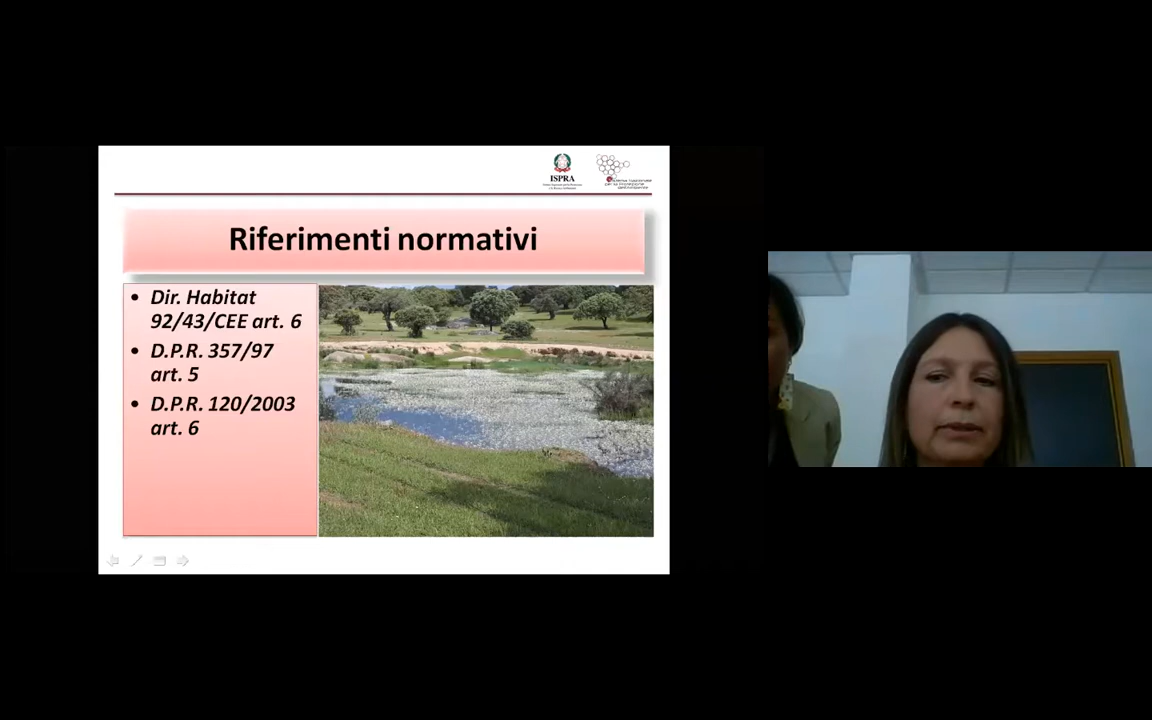 ISPRA
Riferimenti normativi
• Dir. Habitat
92/43/CEE art. 6
• D.P.R. 357/97
art. 5
• D.P.R. 120/2003
art. 6